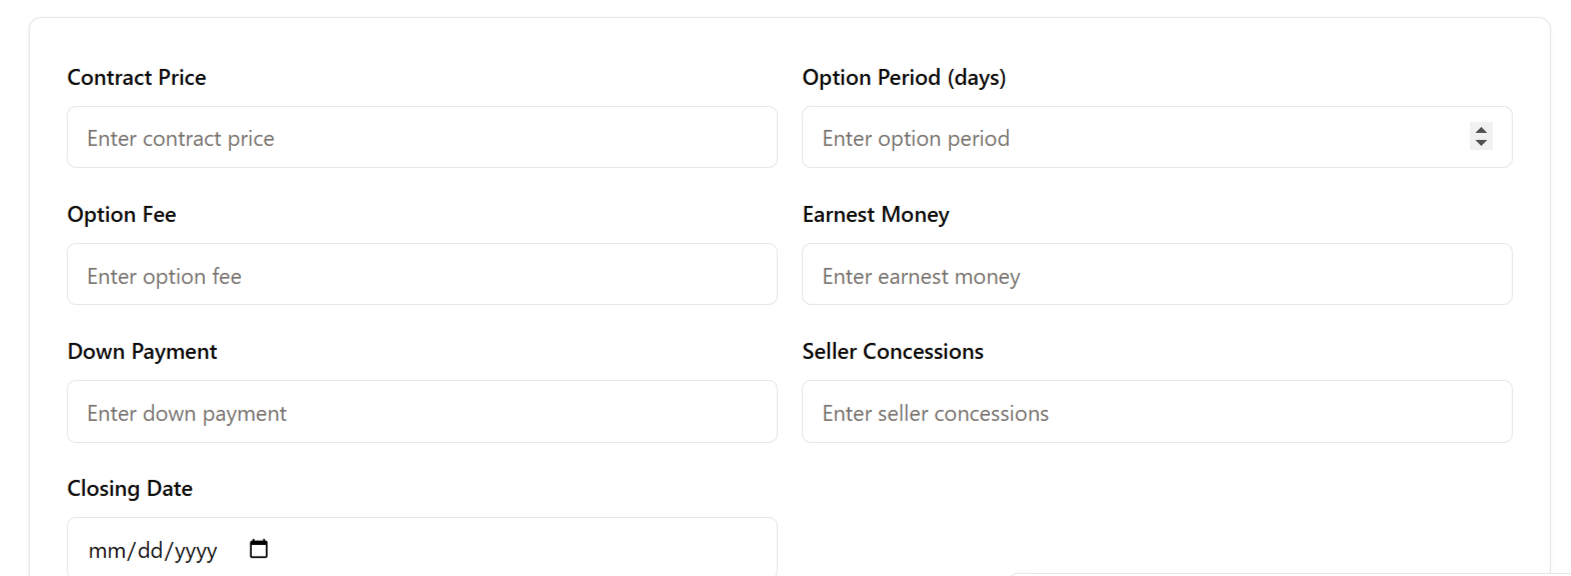 Contract Price
Option Period (days)
Enter contract price
Enter option period
Option Fee
Earnest Money
Enter option fee
Enter earnest money
Down Payment
Seller Concessions
Enter down payment
Enter seller concessions
Closing Date
mm/dd/yyyy